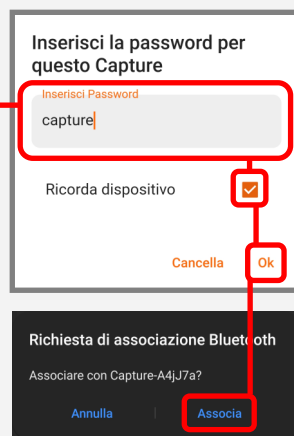 Inserisci la password per
questo Capture
Inserisci Password
capture
Ricorda dispositivo
Cancella Ok
Richiesta di associazione Bluetooth
Associare con Capture-A4jJ7a?
Annulla Associa